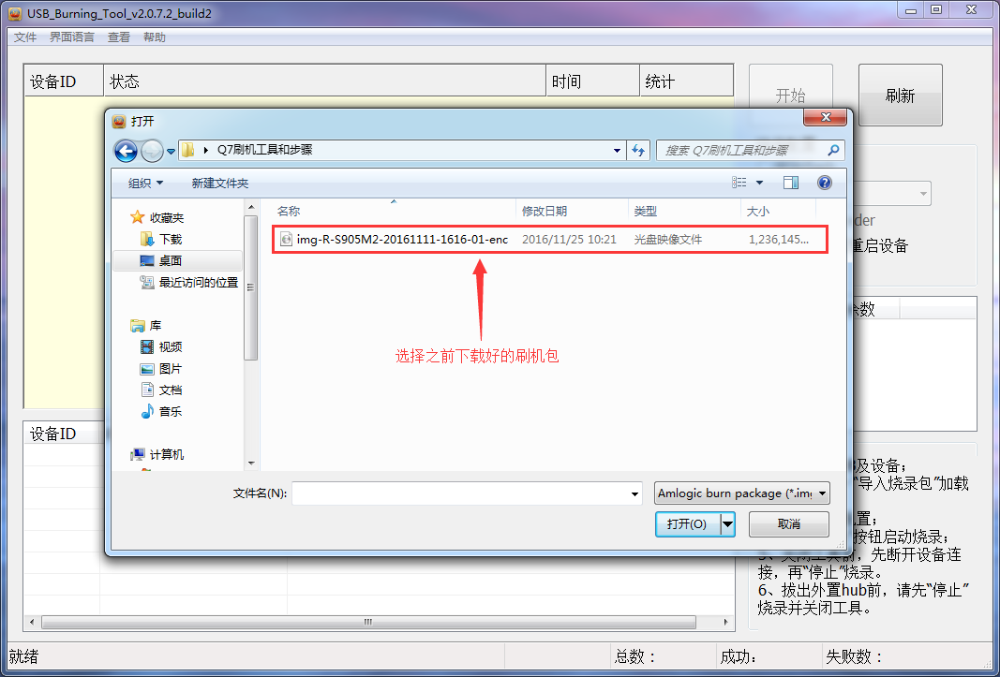 USB_Burning_Tool_v2.0.7.2_build2
文件 界面语言 查看 帮助
设备ID 状态 时间 统计
开始 刷新
打开
Q7刷机工具和步骤 搜索 Q7刷机工具和步骤
组织 新建文件夹
名称 修改日期 类型 大小
收藏夹
下载
桌面
最近访问的位置
库
视频
图片
文档
音乐
计算机
img-R-S905M2-20161111-1616-01-enc 2016/11/25 10:21 光盘映像文件 1,236,145...
选择之前下载好的刷机包
文件名(N): Amlogic burn package (*.img
打开(O) 取消
der
重启设备
余数
设备ID
及设备；
“导入烧录包”加载
置；
按钮启动烧录；
先断开设备连
接，再“停止”烧录。
6、拔出外置hub前，请先“停止”
烧录并关闭工具。
就绪 总数： 成功： 失败数：